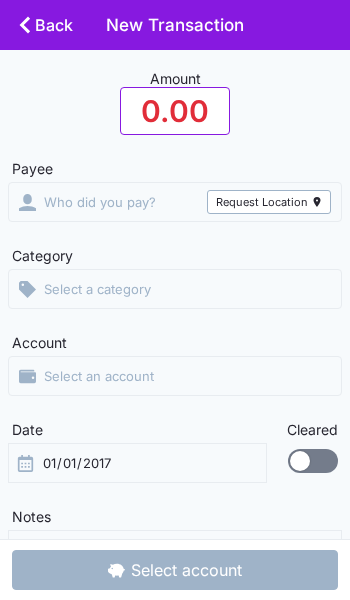 Back
New Transaction
Amount
0.00
Payee
Who did you pay?
Request Location
Category
Select a category
Account
Select an account
Date
Cleared
01/01/2017
Notes
Select account